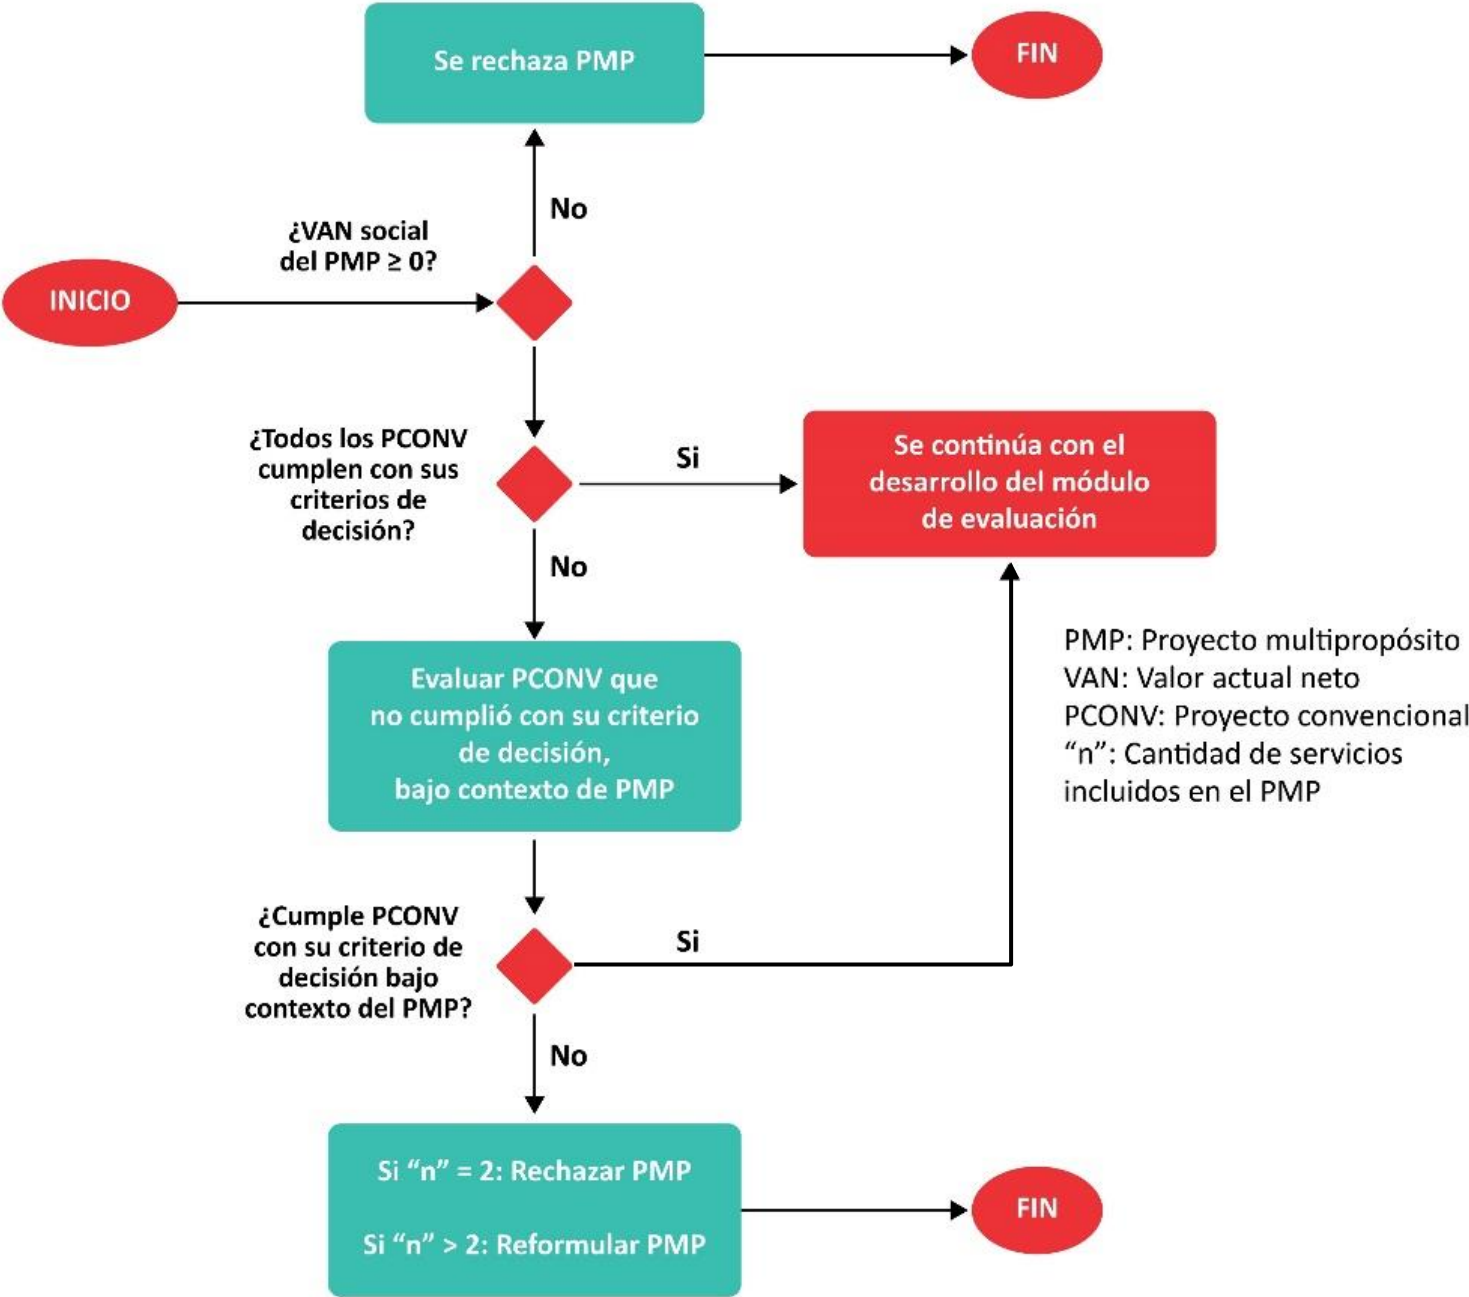 Se rechaza PMP
FIN
No
¿VAN social
del PMP ≥ 0?
INICIO
¿Todos los PCONV
cumplen con sus
criterios de
decisión?
Si
Se continúa con el
desarrollo del módulo
de evaluación
No
Evaluar PCONV que
no cumplió con su criterio
de decisión,
bajo contexto de PMP
PMP: Proyecto multipropósito
VAN: Valor actual neto
PCONV: Proyecto convencional
“n”: Cantidad de servicios
incluidos en el PMP
¿Cumple PCONV
con su criterio de
decisión bajo
contexto del PMP?
Si
No
Si “n” = 2: Rechazar PMP
Si “n” > 2: Reformular PMP
FIN